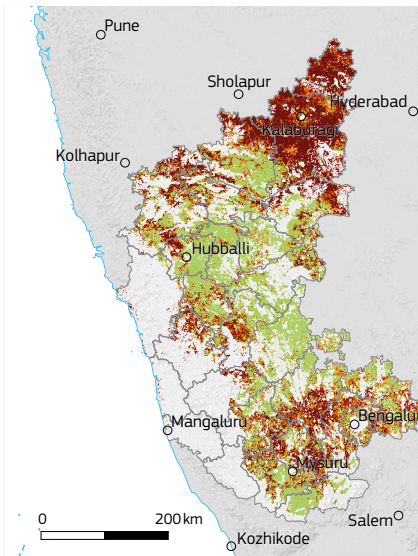 Pune
Sholapur
Hyderabad
Kalaburagi
Kolhapur
Hubballi
Mangaluru
Bengalu
Mysuru
0 200 km
Salem
Kozhikode